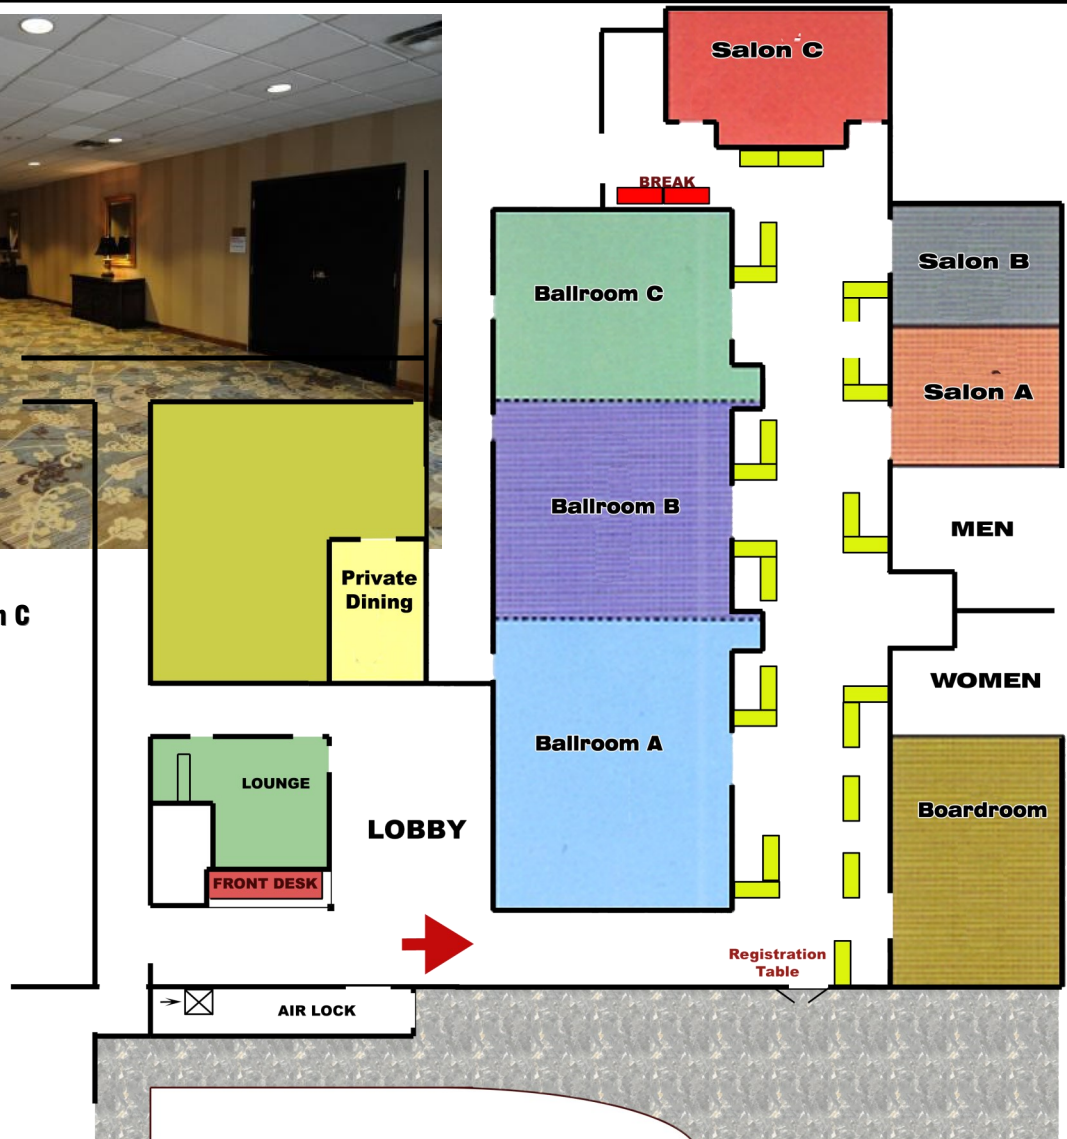 Salon C
BREAK
Salon B
Ballroom C
Salon A
Ballroom B
MEN
Private
Dining
n C
WOMEN
Ballroom A
LOUNGE
Boardroom
LOBBY
FRONT DESK
Registration
Table
AIR LOCK